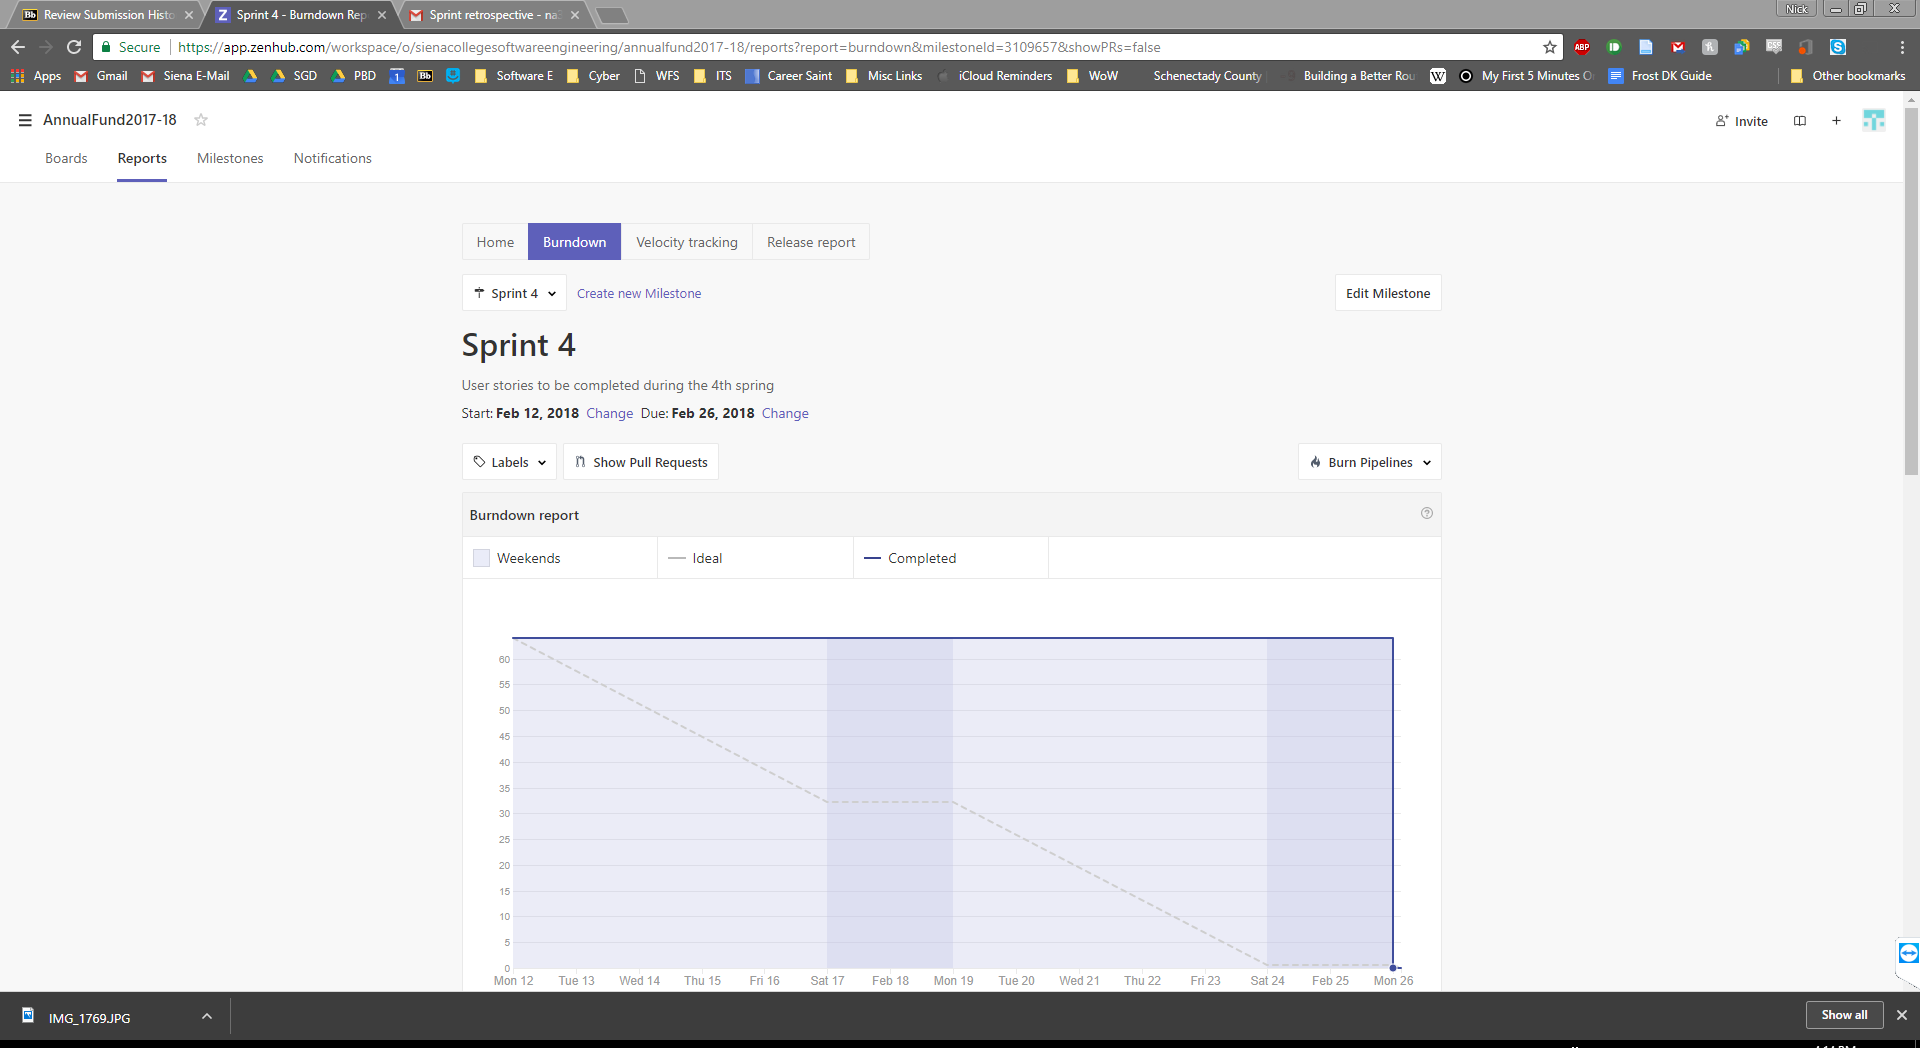 Review Submission Histo
Sprint 4 - Burndown Rep
Sprint retrospective - na
Nick
Secure
https://app.zenhub.com/workspace/o/sienacollegesoftwareengineering/annualfund2017-18/reports?report=burndown&milestoneId=3109657&showPRs=false
Apps Gmail Siena E-Mail SGD PBD Bb Software E Cyber WFS ITS Career Saint Misc Links iCloud Reminders WoW Schenectady County Building a Better Rou W My First 5 Minutes O Frost DK Guide Other bookmarks
AnnualFund2017-18
Invite
Boards Reports Milestones Notifications
Home Burndown Velocity tracking Release report
Sprint 4 Create new Milestone Edit Milestone
Sprint 4
User stories to be completed during the 4th spring
Start: Feb 12, 2018 Change Due: Feb 26, 2018 Change
Labels Show Pull Requests Burn Pipelines
Burndown report
Weekends Ideal Completed
60
55
50
45
40
35
30
25
20
15
10
5
0
Mon 12 Tue 13 Wed 14 Thu 15 Fri 16 Sat 17 Feb 18 Mon 19 Tue 20 Wed 21 Thu 22 Fri 23 Sat 24 Feb 25 Mon 26
IMG_1769.JPG
Show all